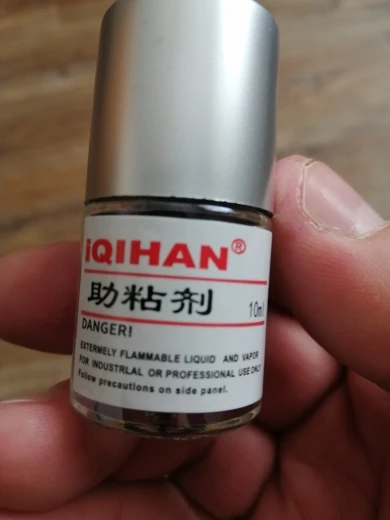 iQIHAN®
助粘剂 10ml
DANGER!
EXTERMELY FLAMMABLE LIQUID AND VAPOR
FOR INDUSTRLAL OR PROFESSIONAL USE ONLY.
Follow precautions on side panel.